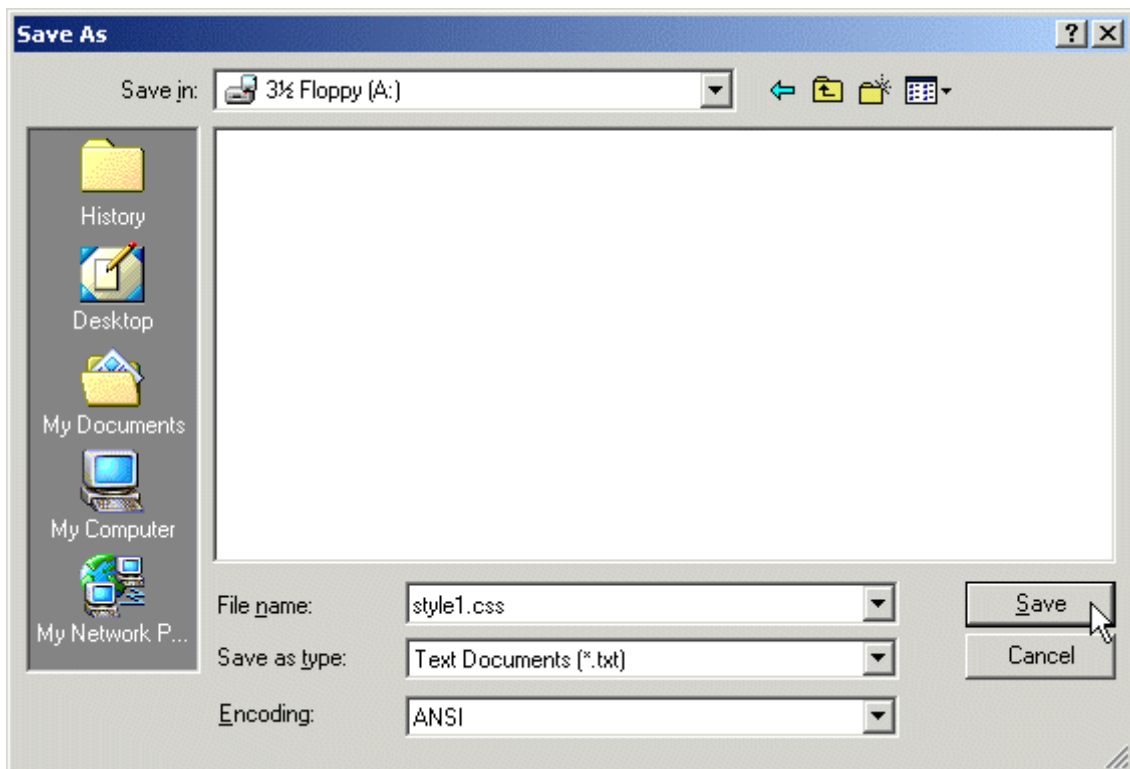 Save As
Save in: 3½ Floppy (A:)
History
Desktop
My Documents
My Computer
My Network P...
File name: style1.css Save
Save as type: Text Documents (*.txt) Cancel
Encoding: ANSI